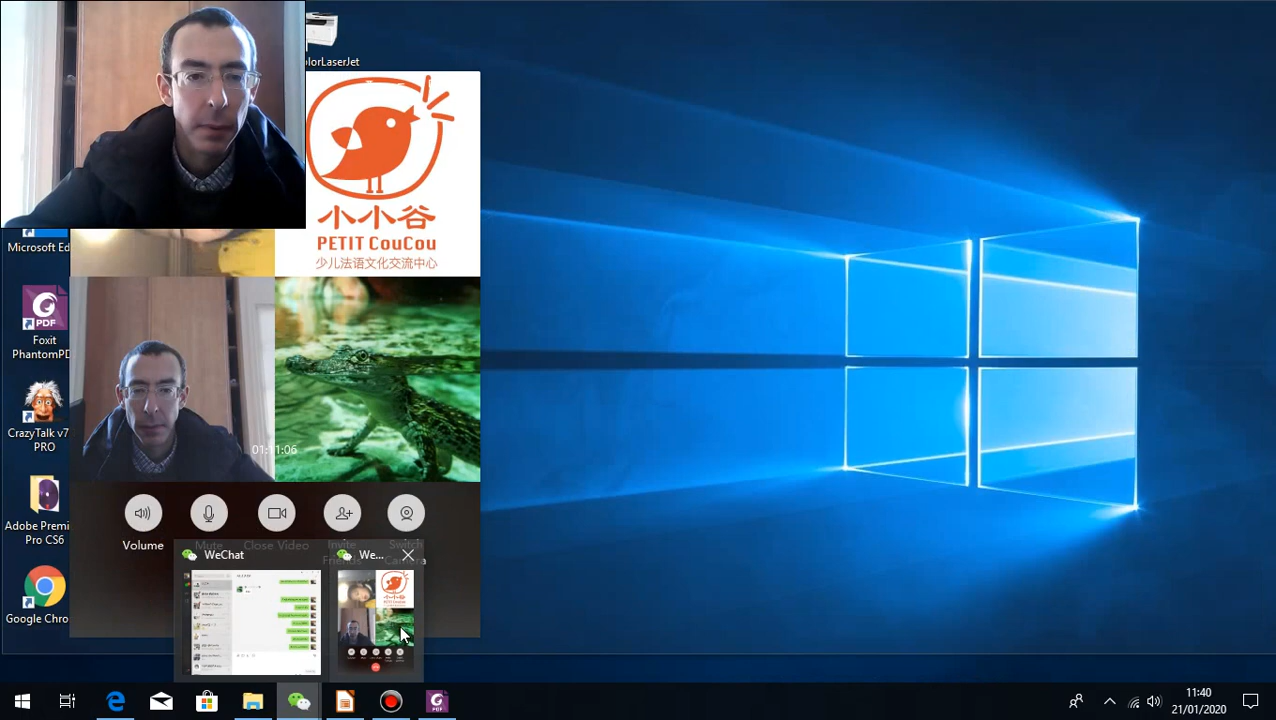 olorLaserJet
小小谷
PETIT CouCou
少儿法语文化交流中心
Microsoft Ed
Foxit
PhantomPD
CrazyTalk v7
PRO
Adobe Premi
Pro CS6
01:11:06
Volume
Mute
Close Video
Invite
Friends
Switch
Camera
WeChat
We...
11:40
21/01/2020